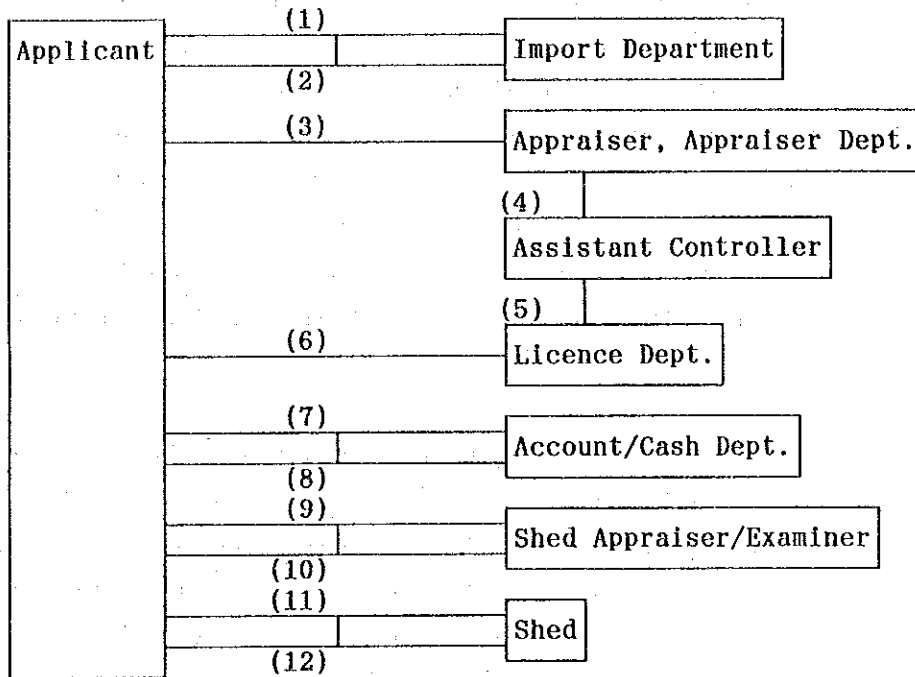 (1)
Applicant
Import Department
(2)
(3)
Appraiser, Appraiser Dept.
(4)
Assistant Controller
(5)
(6)
Licence Dept.
(7)
Account/Cash Dept.
(8)
(9)
Shed Appraiser/Examiner
(10)
(11)
Shed
(12)